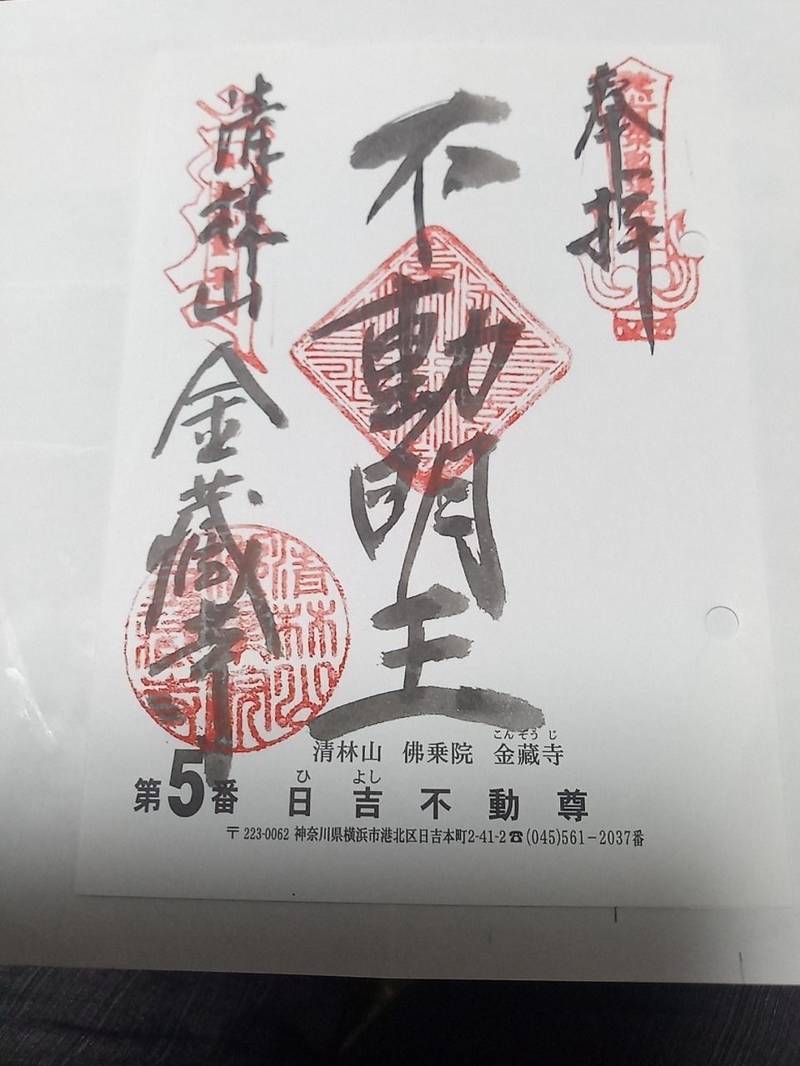 奉拝
不動明王
清林山
金蔵寺
清林山 佛乗院 金藏寺
こんぞうじ
第5番 日吉不動尊
ひよし
〒223-0062 神奈川県横浜市港北区日吉本町2-41-2☎(045)561-2037番